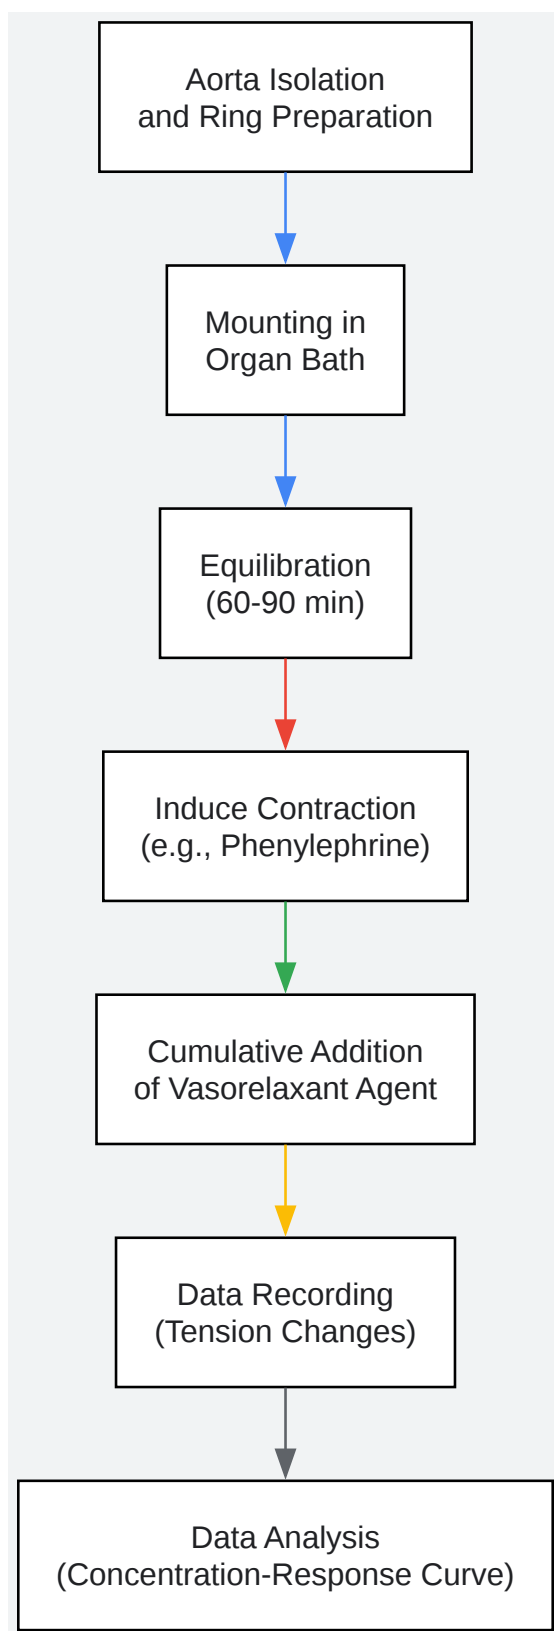 Aorta Isolation
and Ring Preparation
Mounting in
Organ Bath
Equilibration
(60-90 min)
Induce Contraction
(e.g., Phenylephrine)
Cumulative Addition
of Vasorelaxant Agent
Data Recording
(Tension Changes)
Data Analysis
(Concentration-Response Curve)